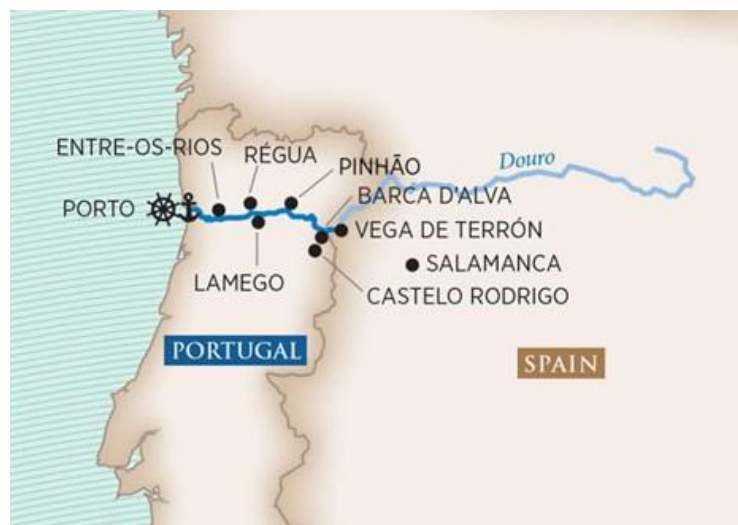 ENTRE-OS-RIOS
RÉGUA
PINHÃO
Douro
BARCA D'ALVA
PORTO
VEGA DE TERRÓN
SALAMANCA
LAMEGO
CASTELO RODRIGO
PORTUGAL
SPAIN